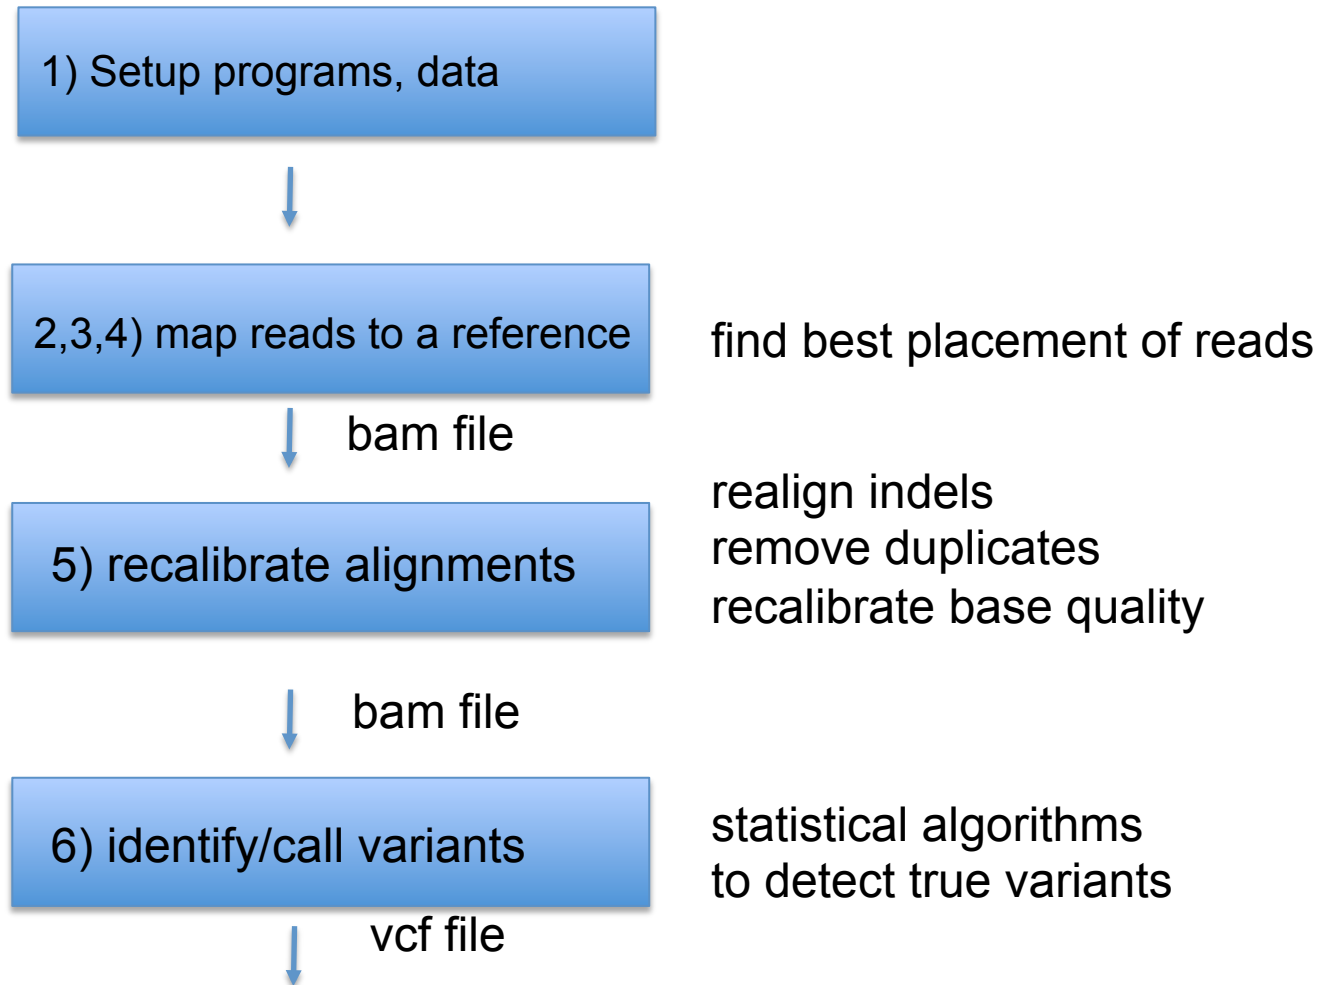 1) Setup programs, data
2,3,4) map reads to a reference
find best placement of reads
bam file
5) recalibrate alignments
realign indels
remove duplicates
recalibrate base quality
bam file
6) identify/call variants
statistical algorithms
to detect true variants
vcf file